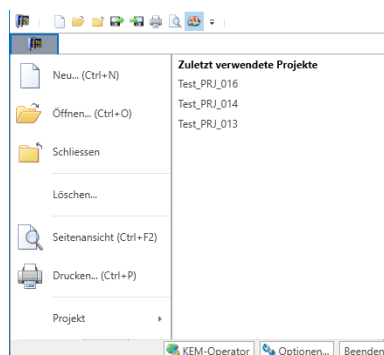 Neu... (Ctrl+N)
Öffnen... (Ctrl+O)
Schliessen
Löschen...
Seitenansicht (Ctrl+F2)
Drucken... (Ctrl+P)
Projekt
Zuletzt verwendete Projekte
Test_PRJ_016
Test_PRJ_014
Test_PRJ_013
KEM-Operator
Optionen...
Beenden